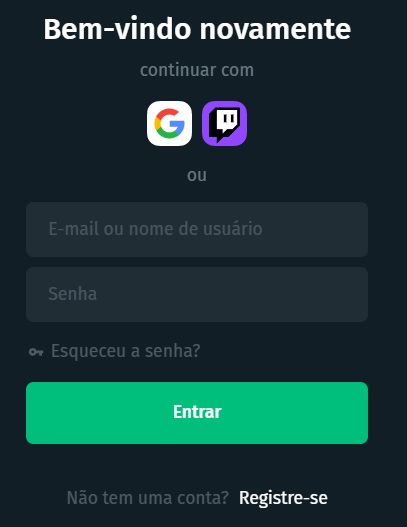 Bem-vindo novamente
continuar com
ou
E-mail ou nome de usuário
Senha
Esqueceu a senha?
Entrar
Não tem uma conta? Registre-se